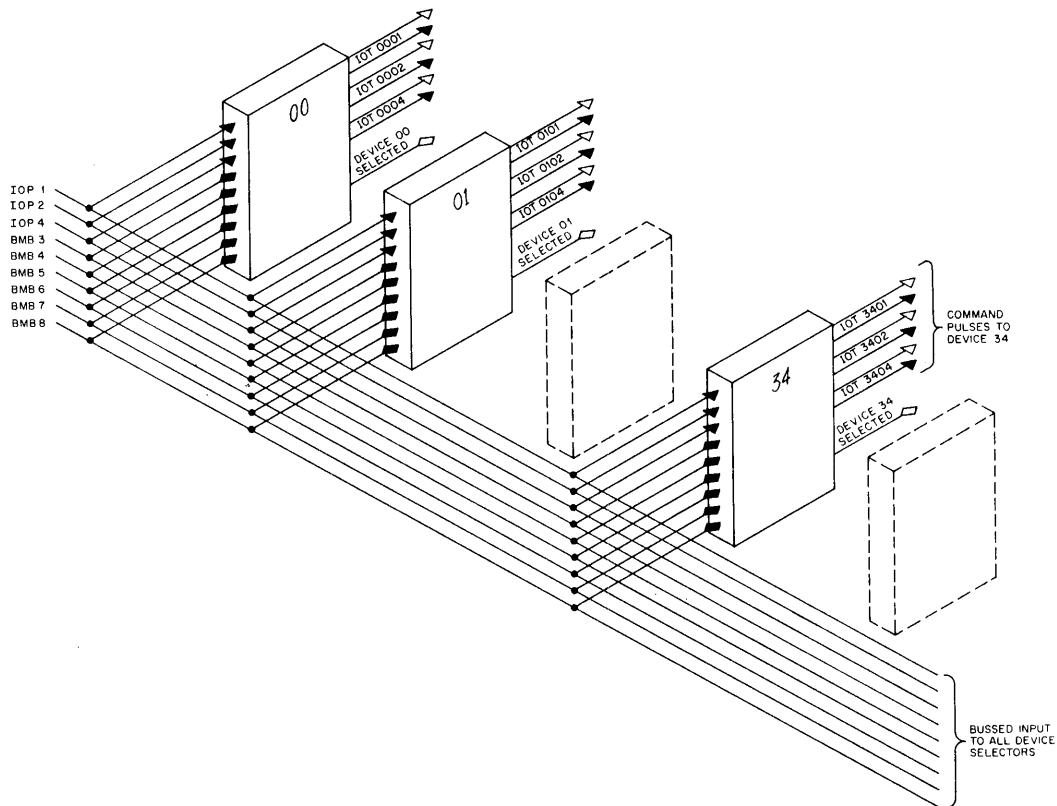 IOP 1
IOP 2
IOP 4
BMB 3
BMB 4
BMB 5
BMB 6
BMB 7
BMB 8
00
IOT 0001
IOT 0002
IOT 0004
DEVICE 00
SELECTED
01
IOT 0101
IOT 0102
IOT 0104
DEVICE 01
SELECTED
34
IOT 3401
IOT 3402
IOT 3404
DEVICE 34
SELECTED
COMMAND
PULSES TO
DEVICE 34
BUSSED INPUT
TO ALL DEVICE
SELECTORS